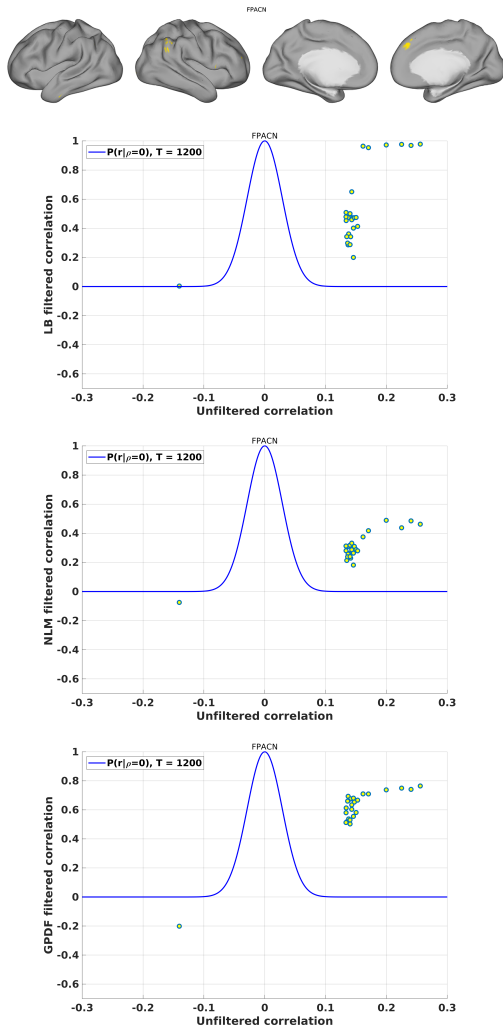 FPACN
FPACN
P(r|ρ=0), T = 1200
1
0.8
0.6
0.4
0.2
0
-0.2
-0.4
-0.6
LB filtered correlation
-0.3 -0.2 -0.1 0 0.1 0.2 0.3
Unfiltered correlation
FPACN
P(r|ρ=0), T = 1200
1
0.8
0.6
0.4
0.2
0
-0.2
-0.4
-0.6
NLM filtered correlation
-0.3 -0.2 -0.1 0 0.1 0.2 0.3
Unfiltered correlation
FPACN
P(r|ρ=0), T = 1200
1
0.8
0.6
0.4
0.2
0
-0.2
-0.4
-0.6
GPDF filtered correlation
-0.3 -0.2 -0.1 0 0.1 0.2 0.3
Unfiltered correlation